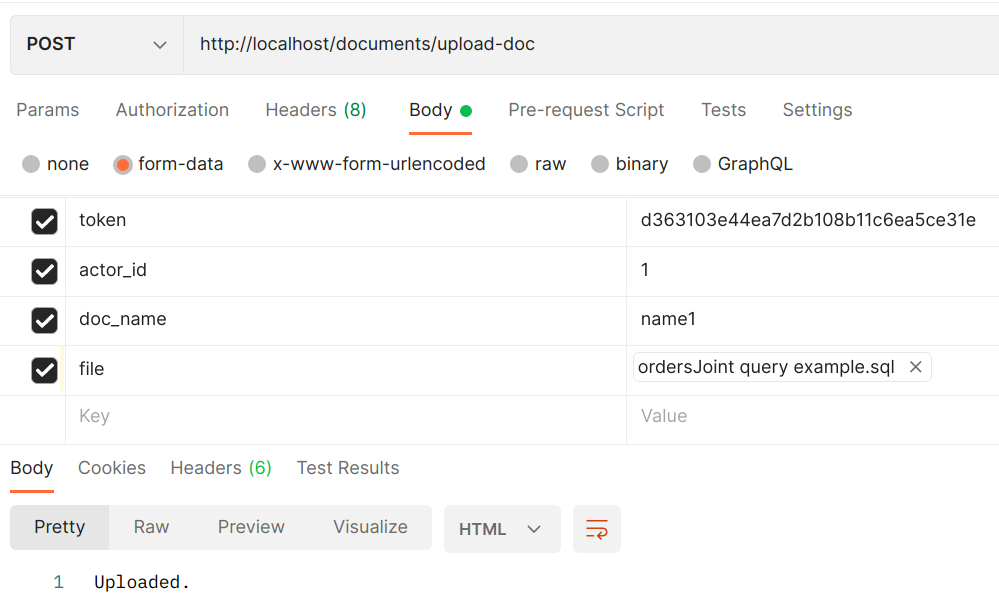 POST http://localhost/documents/upload-doc
Params Authorization Headers (8) Body Pre-request Script Tests Settings
none form-data x-www-form-urlencoded raw binary GraphQL
token d363103e44ea7d2b108b11c6ea5ce31e
actor_id 1
doc_name name1
file ordersJoint query example.sql
Key Value
Body Cookies Headers (6) Test Results
Pretty Raw Preview Visualize HTML
1 Uploaded.